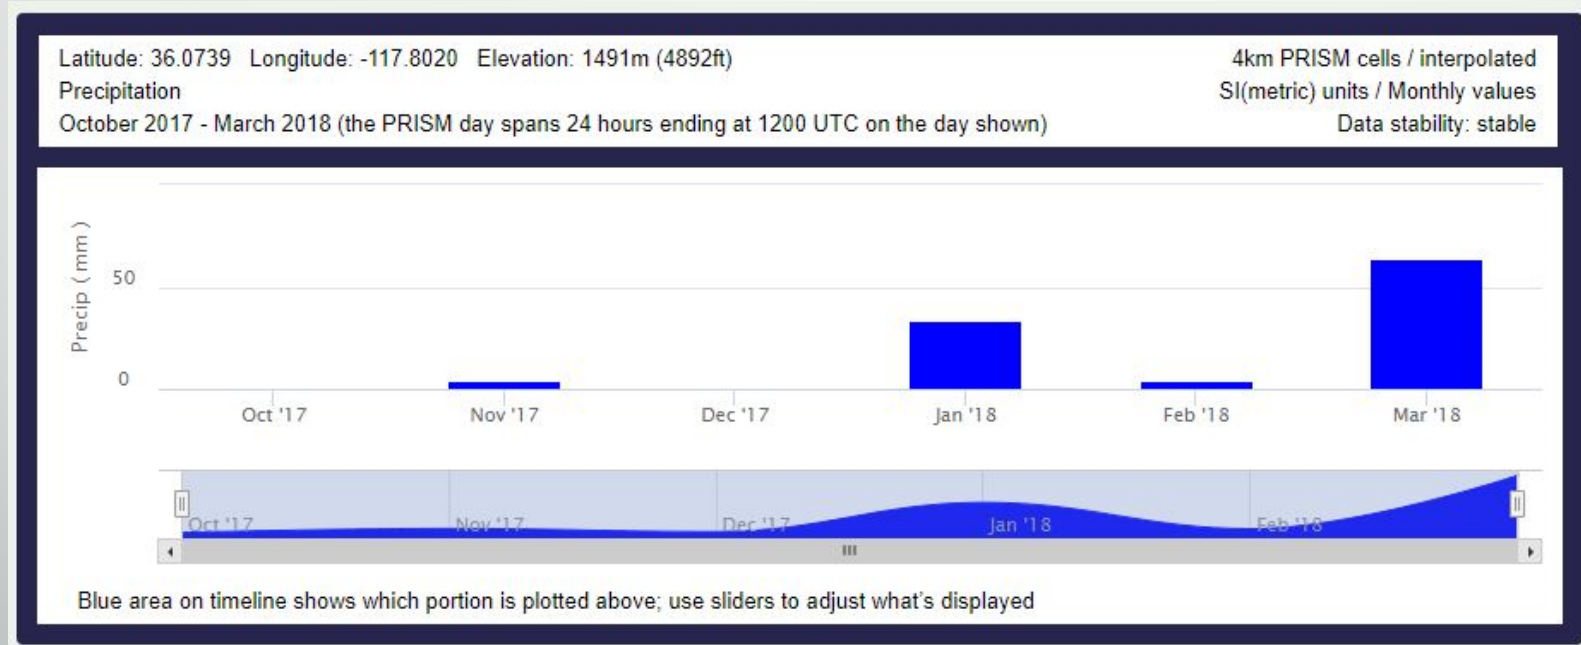 Latitude: 36.0739 Longitude: -117.8020 Elevation: 1491m (4892ft)
4km PRISM cells / interpolated
Precipitation
SI(metric) units / Monthly values
October 2017 - March 2018 (the PRISM day spans 24 hours ending at 1200 UTC on the day shown)
Data stability: stable
Precip ( mm )
50
0
Oct '17 Nov '17 Dec '17 Jan '18 Feb '18 Mar '18
Oct '17 Nov '17 Dec '17 Jan '18 Feb '18
Blue area on timeline shows which portion is plotted above; use sliders to adjust what's displayed